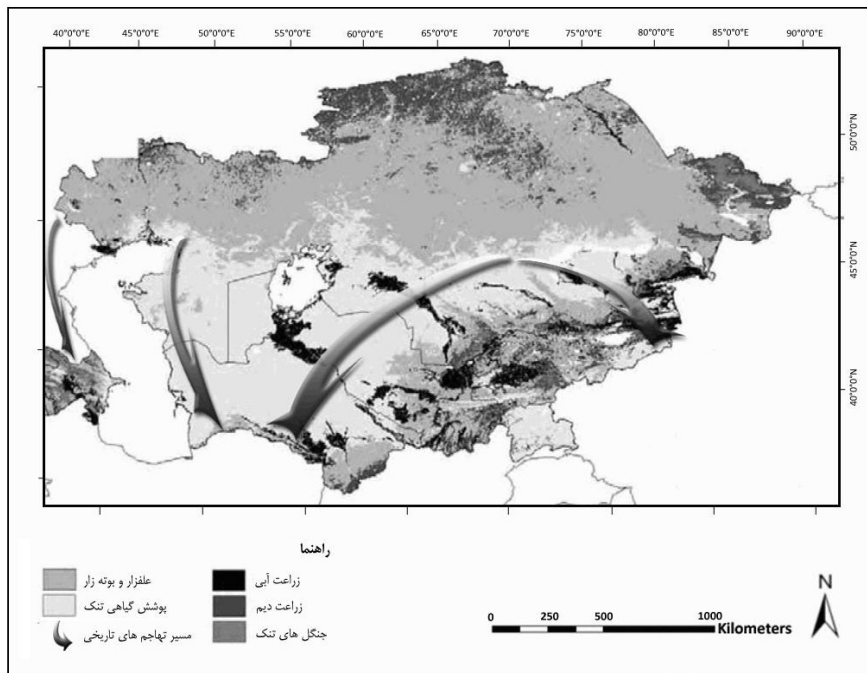 40°0'0"E 50°0'0"E 55°0'0"E 60°0'0"E 65°0'0"E 70°0'0"E 75°0'0"E 80°0'0"E 85°0'0"E 90°0'0"E
50°0'0"N
45°0'0"N
40°0'0"N
راهنما
زراعت آبی
علفزار و بوته زار
زراعت دیم
پوشش گیاهی تنک
جنگل های تنک
مسیر تهاجم های تاریخی
N
0 250 500 1000
Kilometers